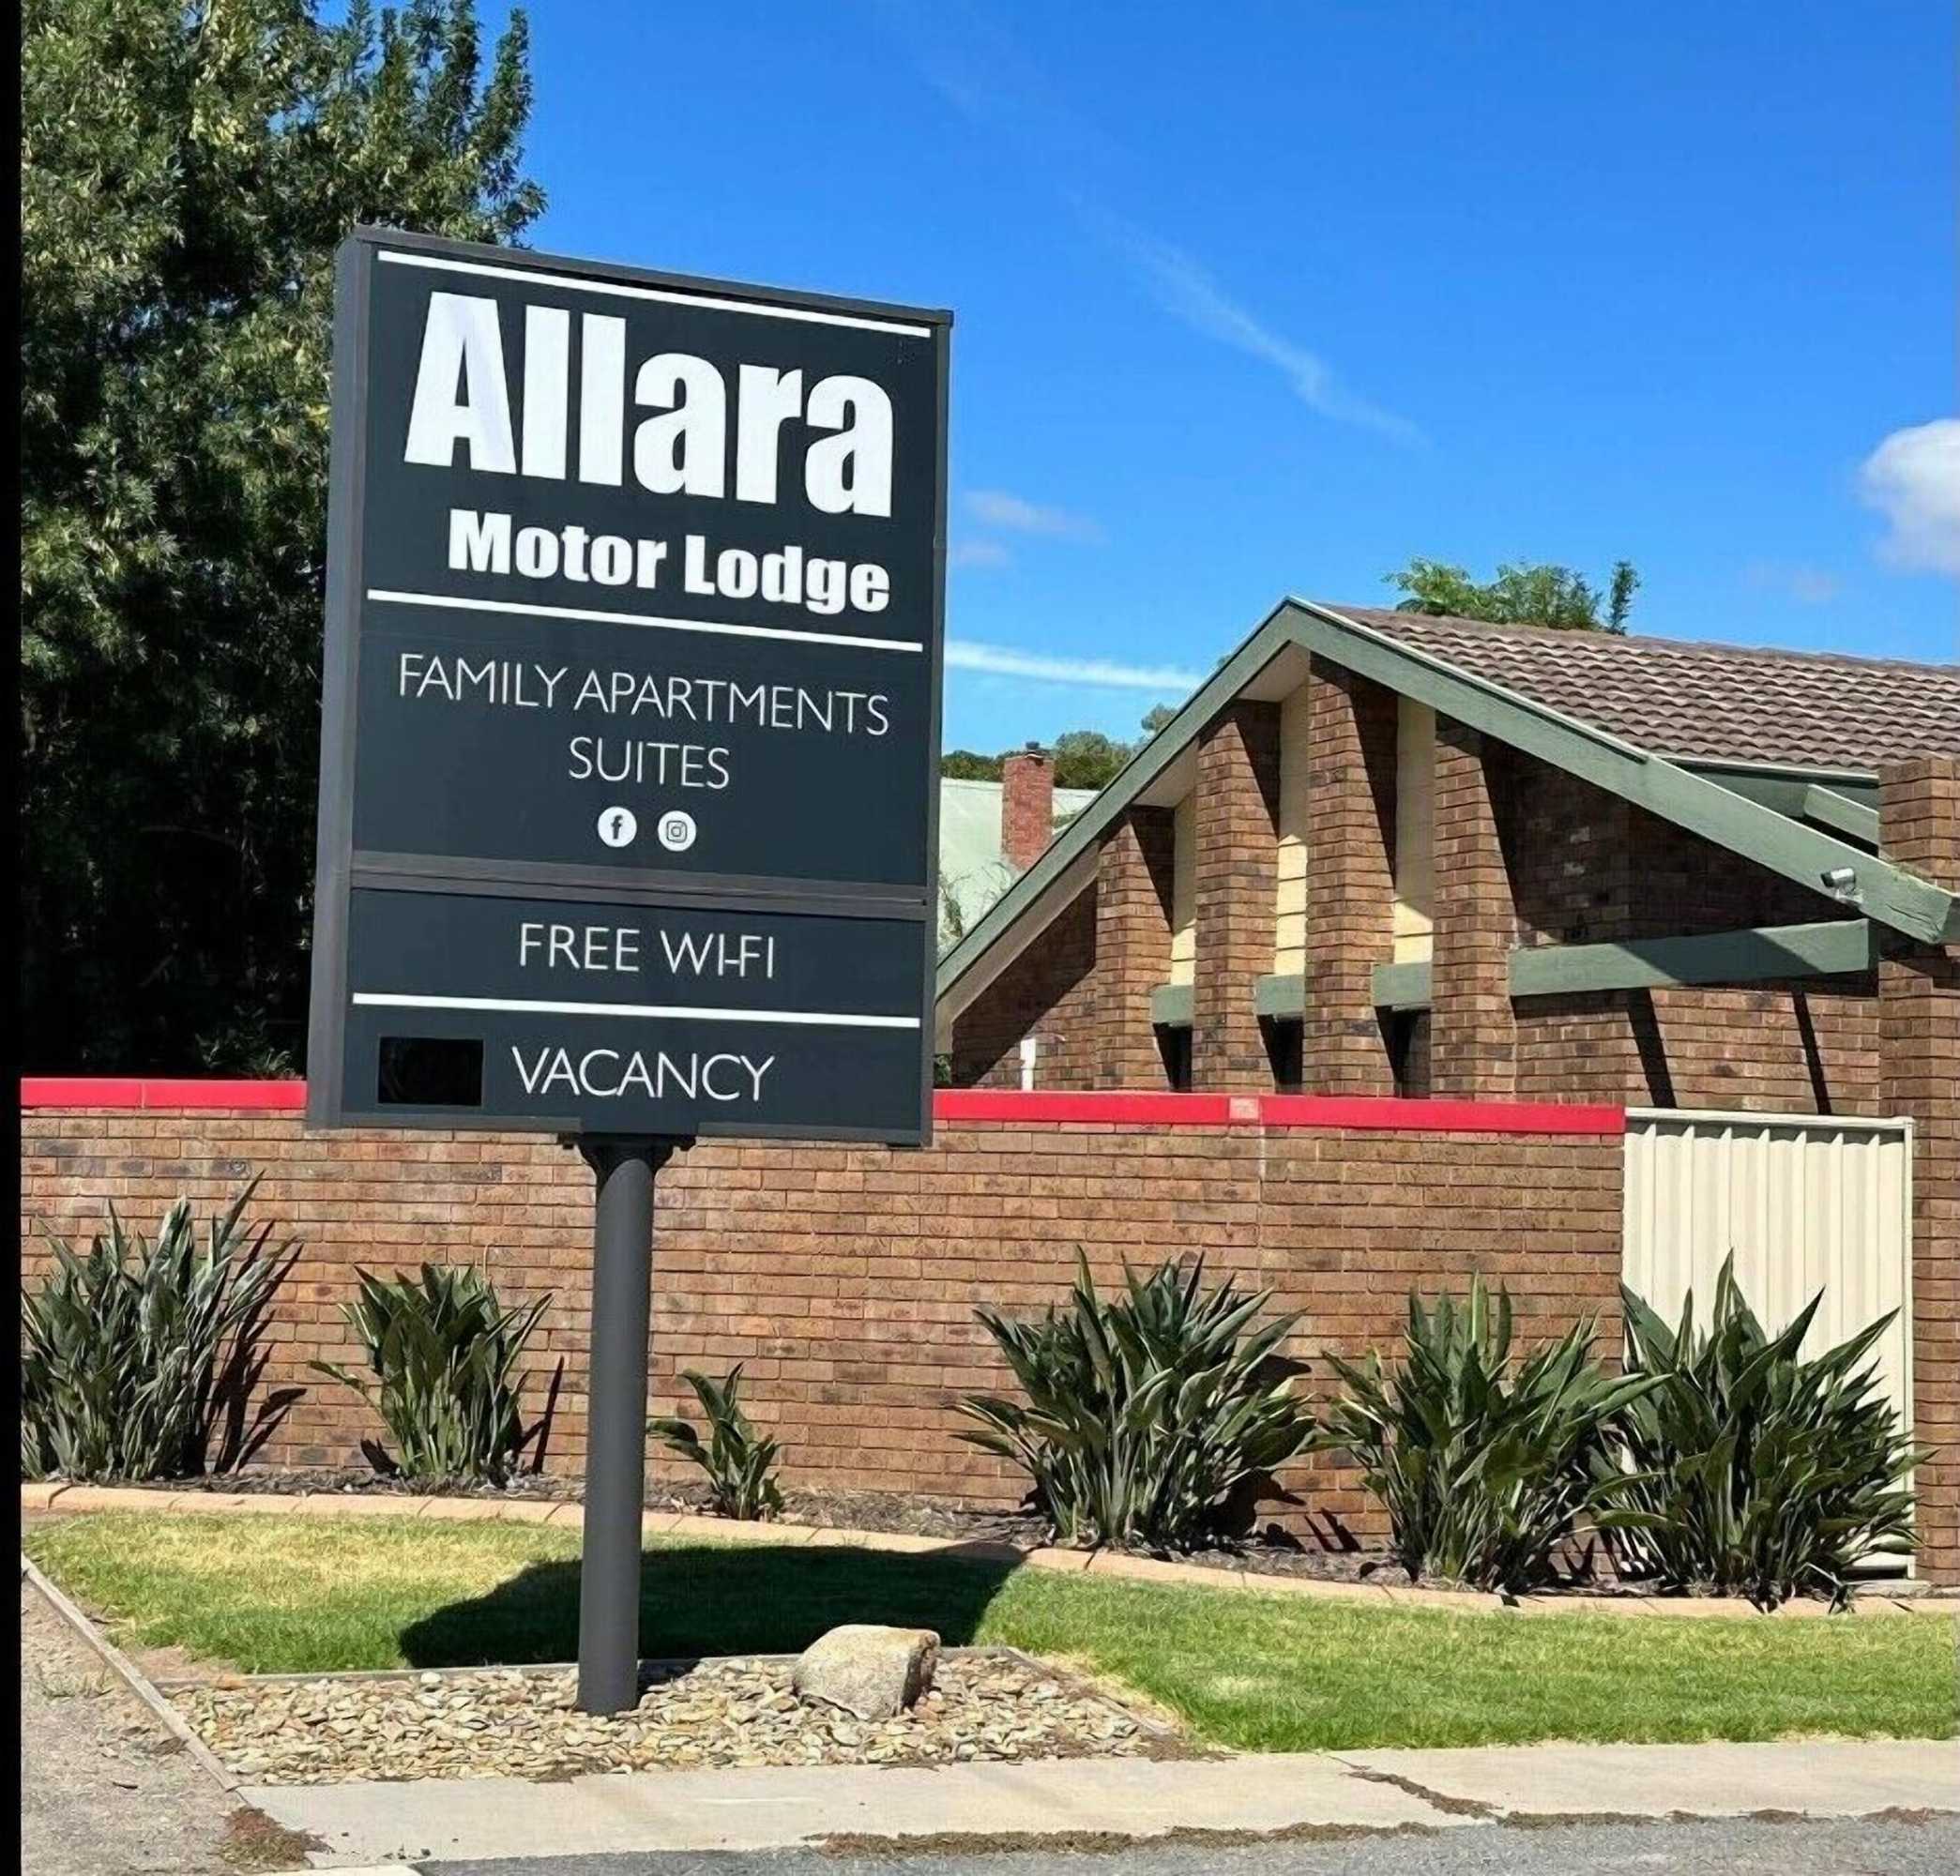 Allara
Motor Lodge
FAMILY APARTMENTS
SUITES
FREE WI-FI
VACANCY